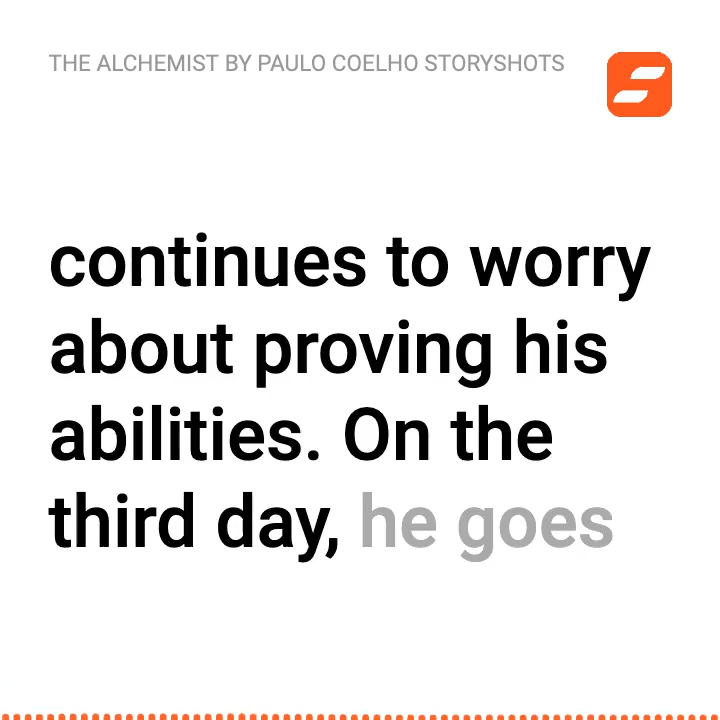 THE ALCHEMIST BY PAULO COELHO STORYSHOTS
continues to worry
about proving his
abilities. On the
third day, he goes